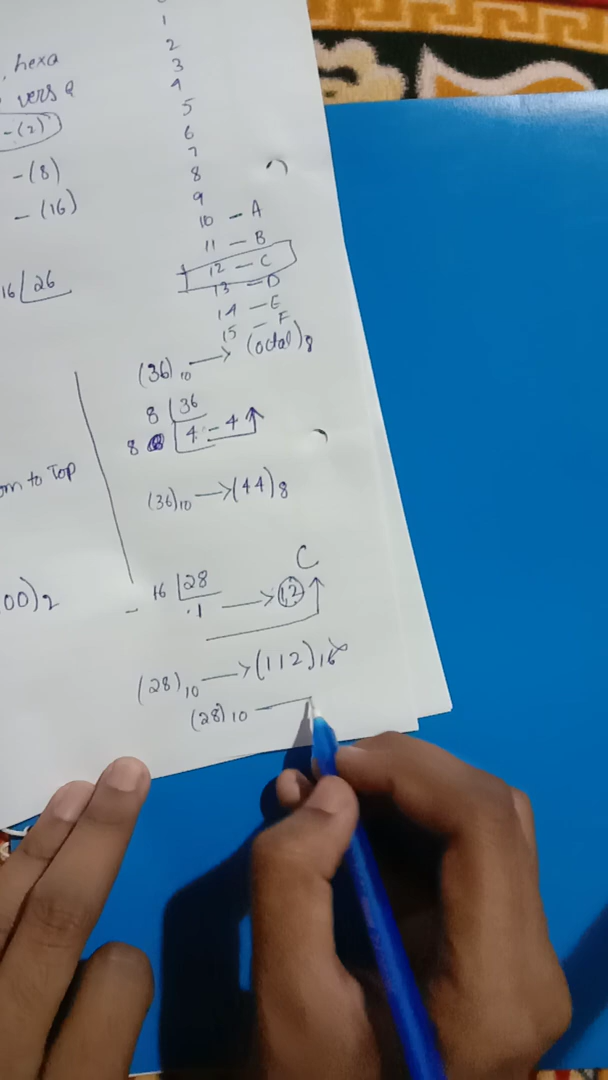 hexa
vers
-(2)
-(8)
- (16)
16 26
om to Top
00)2
1
2
3
4
5
6
7
8
9
10 - A
11 - B
12 - C
13 - D
14 - E
15 - F
(36)10 → (octal)8
8 36
8 4 - 4
(36)10 → (44)8
C
16 28
1 → 12
(28)10 → (112)16
(28)10